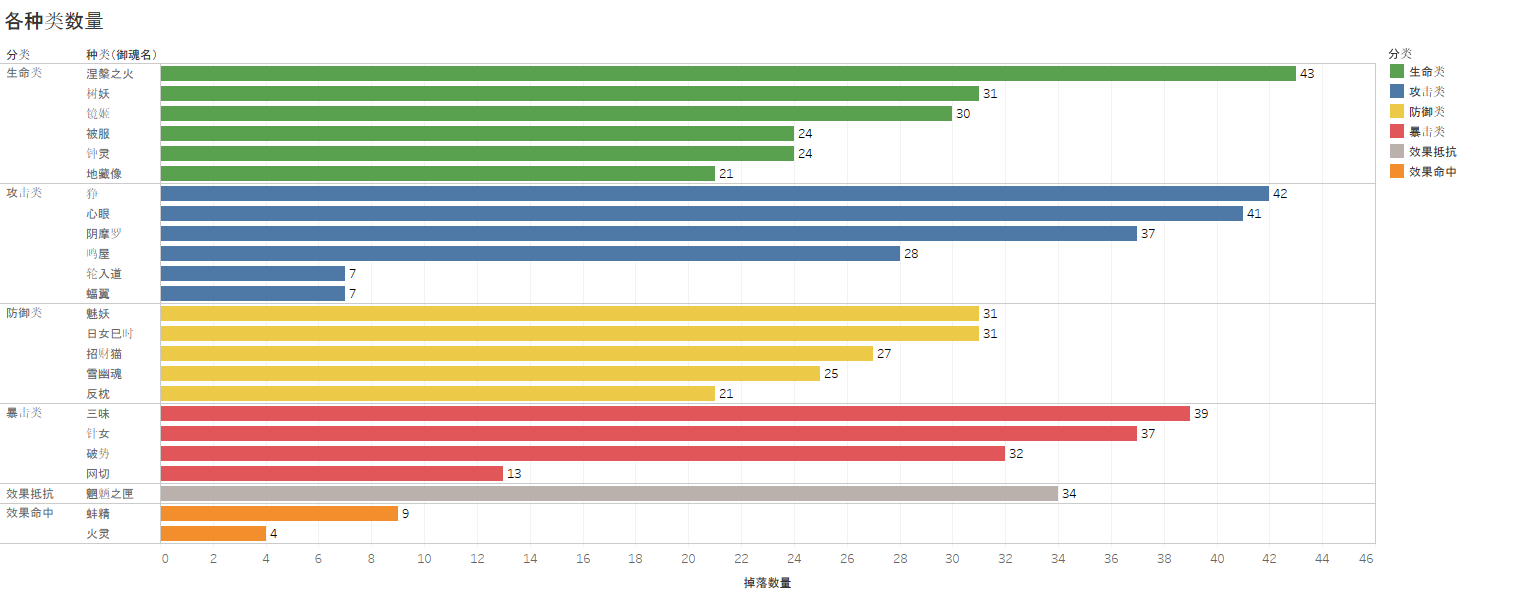 各种类数量
分类 种类(御魂名)
生命类 涅槃之火 43
树妖 31
镜姬 30
被服 24
钟灵 24
地藏像 21
攻击类 狰 42
心眼 41
阴摩罗 37
鸣屋 28
轮入道 7
蝠翼 7
防御类 魅妖 31
日女巳时 31
招财猫 27
雪幽魂 25
反枕 21
暴击类 三味 39
针女 37
破势 32
网切 13
效果抵抗 魍魉之匣 34
效果命中 蚌精 9
火灵 4
0 2 4 6 8 10 12 14 16 18 20 22 24 26 28 30 32 34 36 38 40 42 44 46
掉落数量
分类
生命类
攻击类
防御类
暴击类
效果抵抗
效果命中